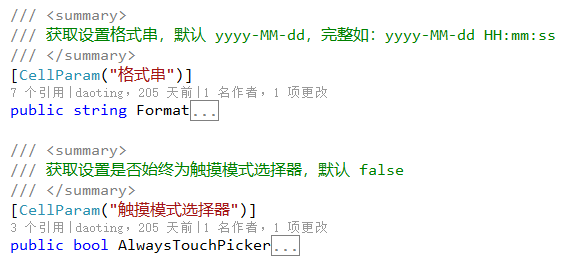 /// <summary>
/// 获取设置格式串，默认 yyyy-MM-dd，完整如：yyyy-MM-dd HH:mm:ss
/// </summary>
[CellParam("格式串")]
7 个引用|daoting，205 天前|1 名作者，1 项更改
public string Format...
/// <summary>
/// 获取设置是否始终为触摸模式选择器，默认 false
/// </summary>
[CellParam("触摸模式选择器")]
3 个引用|daoting，205 天前|1 名作者，1 项更改
public bool AlwaysTouchPicker...